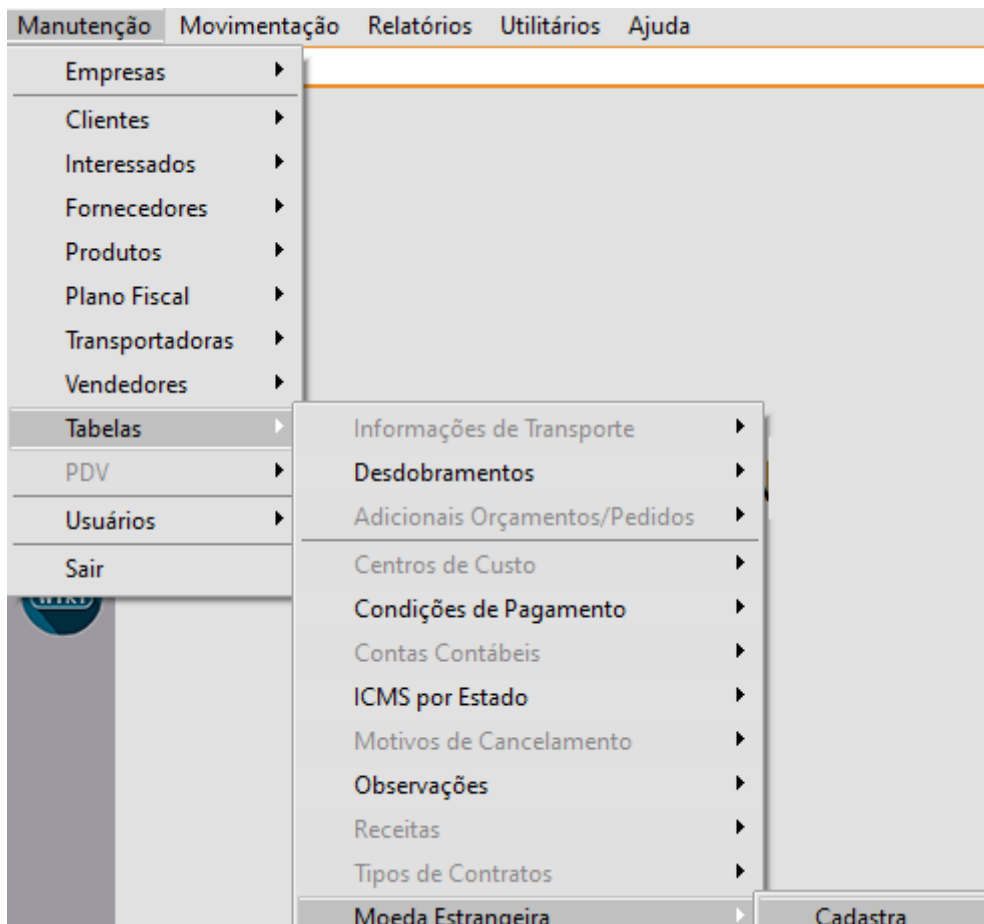 Manutenção Movimentação Relatórios Utilitários Ajuda
Empresas
Clientes
Interessados
Fornecedores
Produtos
Plano Fiscal
Transportadoras
Vendedores
Tabelas
PDV
Usuários
Sair
Informações de Transporte
Desdobramentos
Adicionais Orçamentos/Pedidos
Centros de Custo
Condições de Pagamento
Contas Contábeis
ICMS por Estado
Motivos de Cancelamento
Observações
Receitas
Tipos de Contratos
Moeda Estrangeira
Cadastra